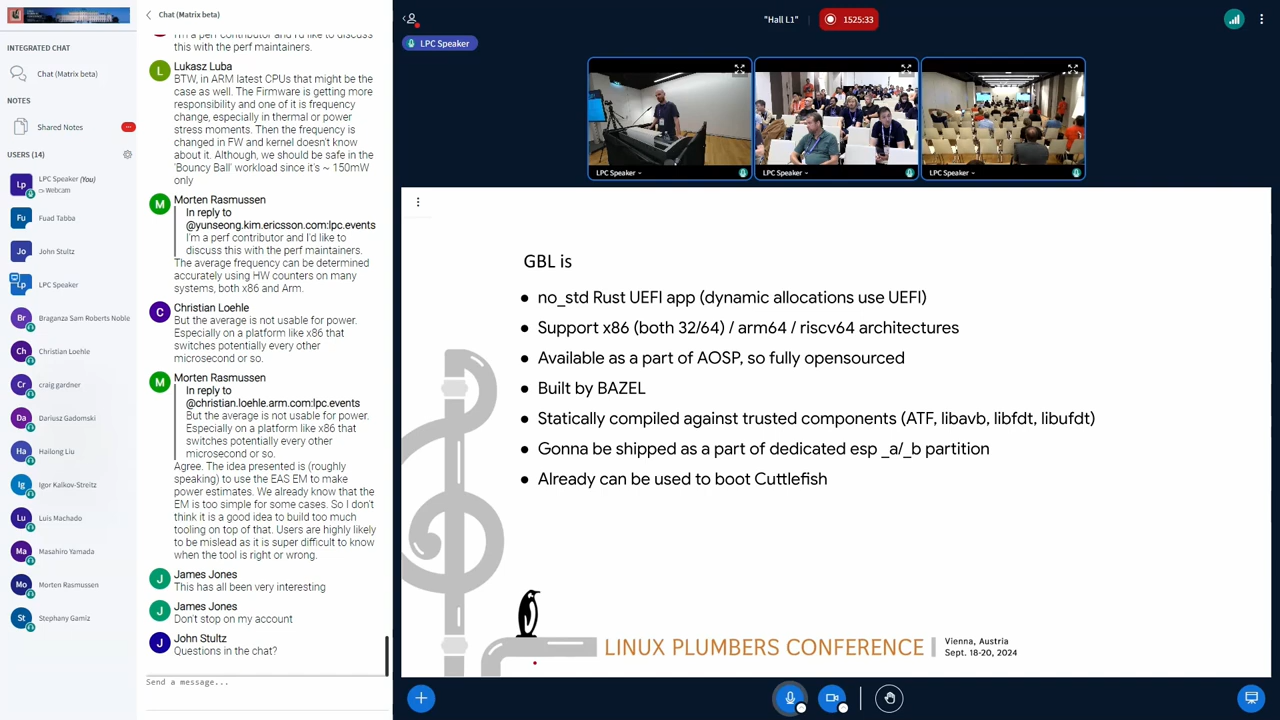 INTEGRATED CHAT
Chat (Matrix beta)
NOTES
Shared Notes
USERS (14)
Lp
LPC Speaker (You)
Webcam
Fu
Fuad Tabba
Jo
John Stultz
Lp
LPC Speaker
Br
Braganza Sam Roberts Noble
Ch
Christian Loehle
Cr
craig gardner
Da
Dariusz Gadomski
Ha
Hailong Liu
Ig
Igor Kalkov-Streitz
Lu
Luis Machado
Ma
Masahiro Yamada
Mo
Morten Rasmussen
St
Stephany Gamiz
Chat (Matrix beta)
I'm a perf contributor and I'd like to discuss
this with the perf maintainers.
L
Lukasz Luba
BTW, in ARM latest CPUs that might be the
case as well. The Firmware is getting more
responsibility and one of it is frequency
change, especially in thermal or power
stress moments. Then the frequency is
changed in FW and kernel doesn't know
about it. Although, we should be safe in the
'Bouncy Ball' workload since it's ~ 150mW
only
M
Morten Rasmussen
In reply to
@yunseong.kim.ericsson.com:lpc.events
I'm a perf contributor and I'd like to
discuss this with the perf maintainers.
The average frequency can be determined
accurately using HW counters on many
systems, both x86 and Arm.
C
Christian Loehle
But the average is not usable for power.
Especially on a platform like x86 that
switches potentially every other
microsecond or so.
M
Morten Rasmussen
In reply to
@christian.loehle.arm.com:lpc.events
But the average is not usable for power.
Especially on a platform like x86 that
switches potentially every other
microsecond or so.
Agree. The idea presented is (roughly
speaking) to use the EAS EM to make
power estimates. We already know that the
EM is too simple for some cases. So I don't
think it is a good idea to build too much
tooling on top of that. Users are highly likely
to be mislead as it is super difficult to know
when the tool is right or wrong.
J
James Jones
This has all been very interesting
J
James Jones
Don't stop on my account
J
John Stultz
Questions in the chat?
Send a message...
"Hall L1"
1525:33
LPC Speaker
LPC Speaker
LPC Speaker
LPC Speaker
GBL is
● no_std Rust UEFI app (dynamic allocations use UEFI)
● Support x86 (both 32/64) / arm64 / riscv64 architectures
● Available as a part of AOSP, so fully opensourced
● Built by BAZEL
● Statically compiled against trusted components (ATF, libavb, libfdt, libufdt)
● Gonna be shipped as a part of dedicated esp _a/_b partition
● Already can be used to boot Cuttlefish
LINUX PLUMBERS CONFERENCE
Vienna, Austria
Sept. 18-20, 2024